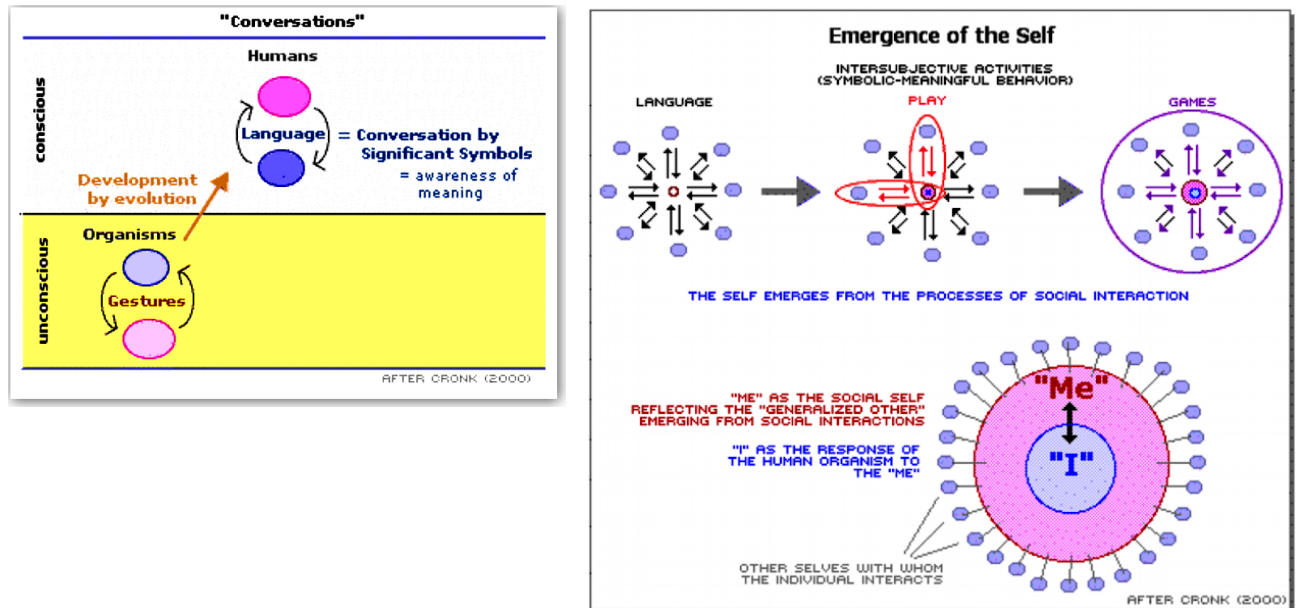 "Conversations"
conscious
Humans
Language
= Conversation by
Significant Symbols
= awareness of
meaning
Development
by evolution
unconscious
Organisms
Gestures
AFTER CRONK (2000)
Emergence of the Self
INTERSUBJECTIVE ACTIVITIES
(SYMBOLIC-MEANINGFUL BEHAVIOR)
LANGUAGE
PLAY
GAMES
THE SELF EMERGES FROM THE PROCESSES OF SOCIAL INTERACTION
"Me"
"I"
"ME" AS THE SOCIAL SELF
REFLECTING THE "GENERALIZED OTHER"
EMERGING FROM SOCIAL INTERACTIONS
"I" AS THE RESPONSE OF
THE HUMAN ORGANISM TO
THE "ME"
OTHER SELVES WITH WHOM
THE INDIVIDUAL INTERACTS
AFTER CRONK (2000)